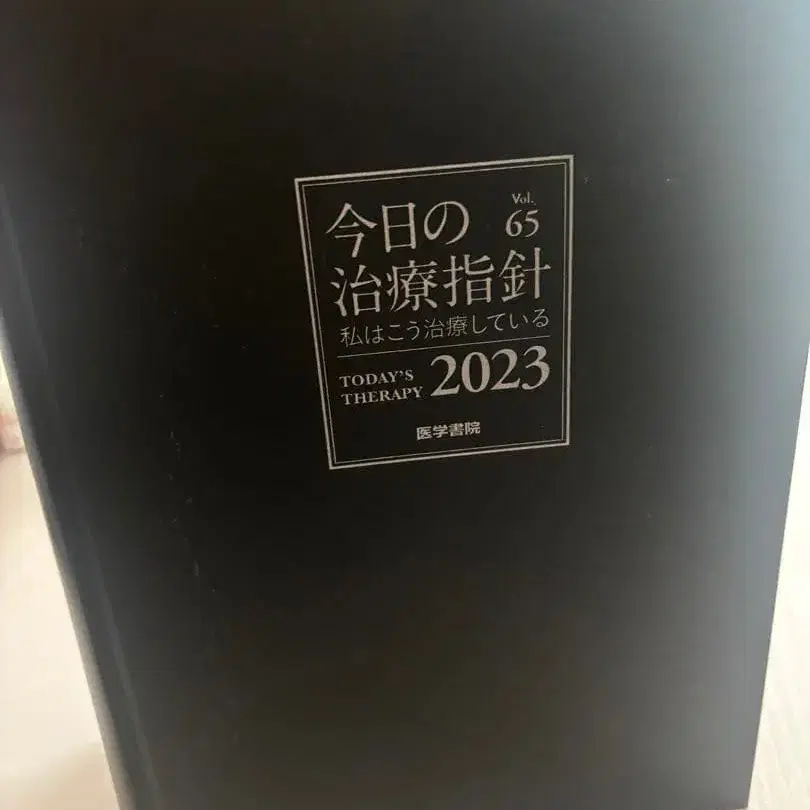 今日の
Vol.
65
治療指針
私はこう治療している
TODAY'S
THERAPY
2023
医学書院